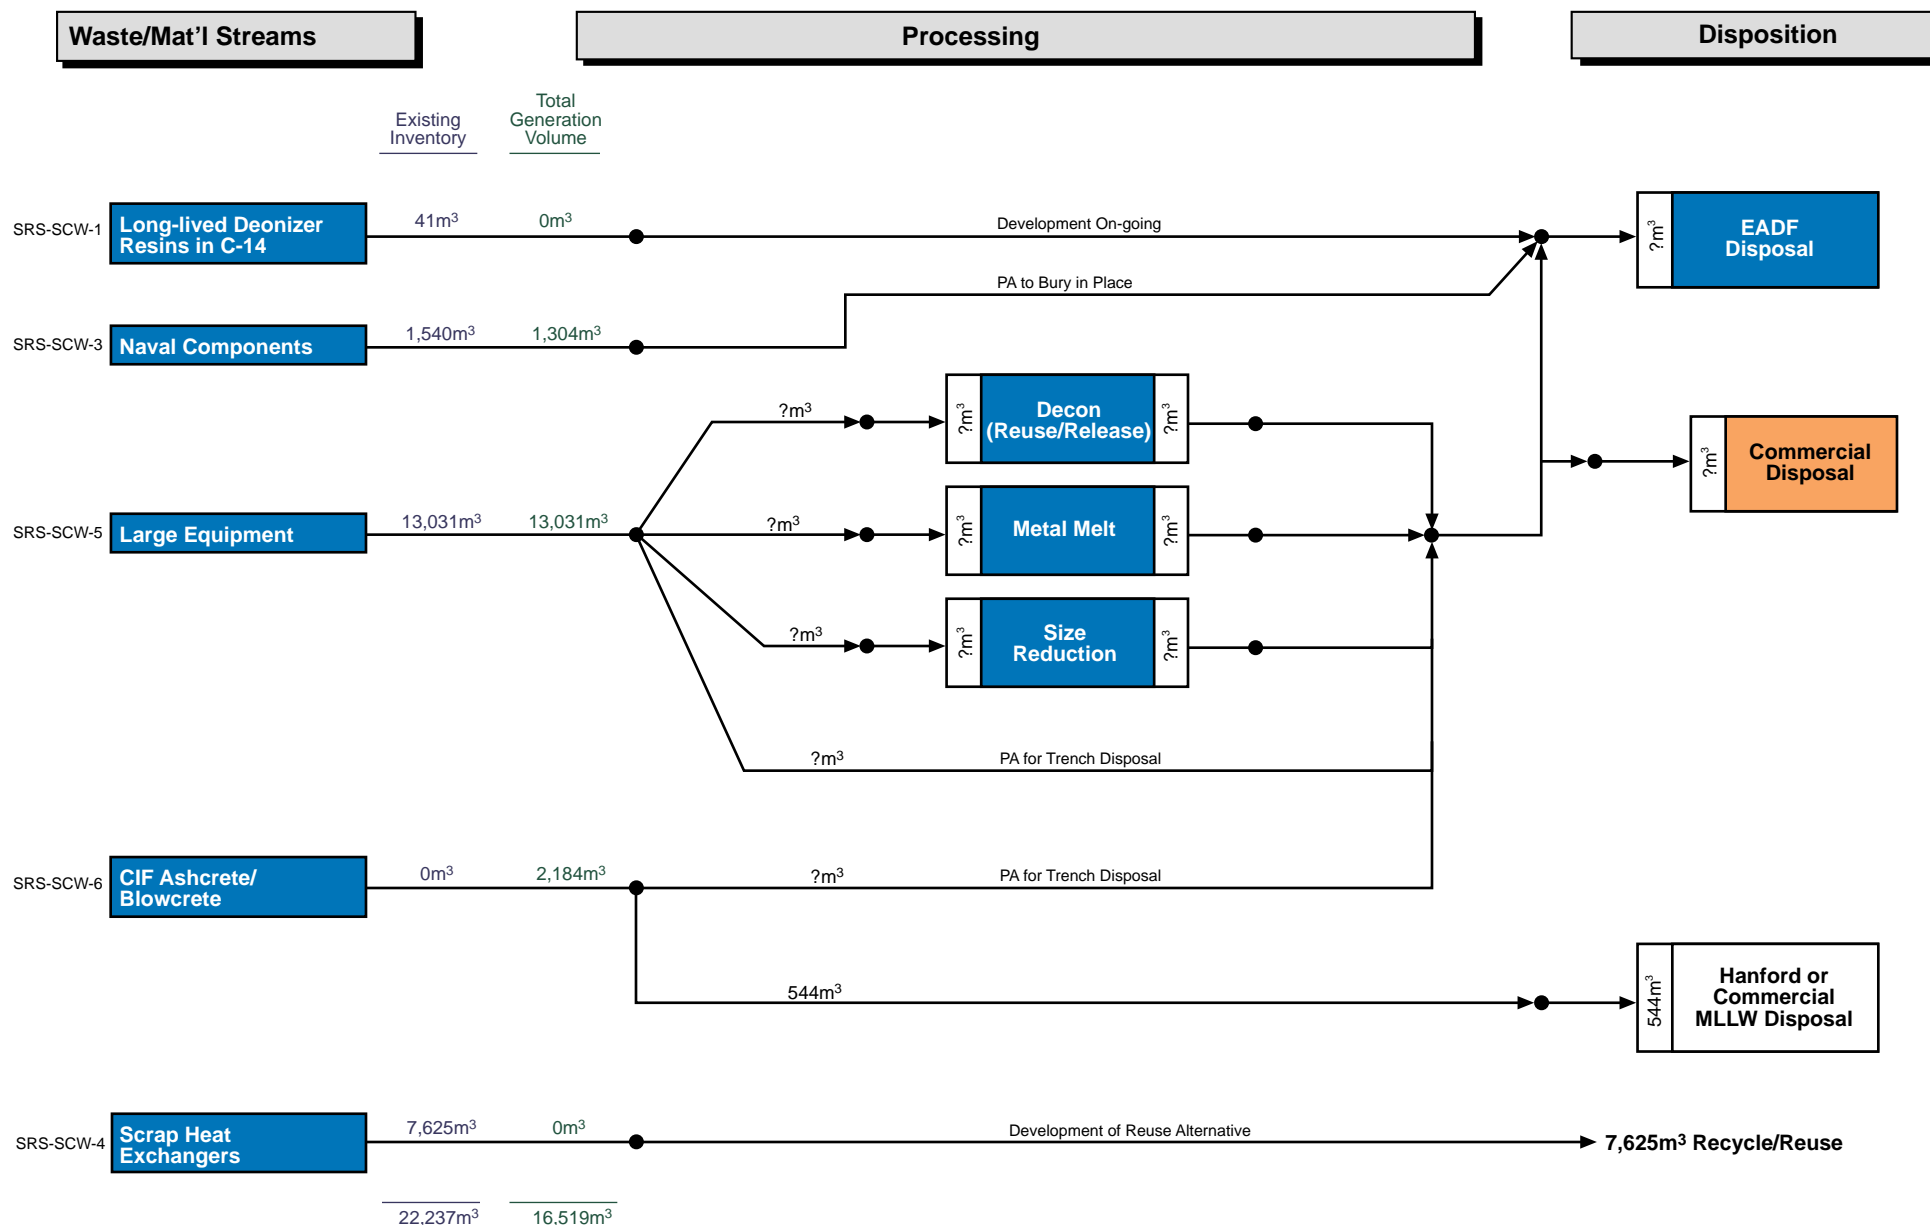 Waste/Mat’l Streams
Processing
Disposition
Existing
Inventory
Total
Generation
Volume
SRS-SCW-1
Long-lived Deonizer
Resins in C-14
41m³
0m³
Development On-going
?m³
EADF
Disposal
PA to Bury in Place
SRS-SCW-3
Naval Components
1,540m³
1,304m³
?m³
?m³
Decon
(Reuse/Release)
?m³
?m³
Commercial
Disposal
SRS-SCW-5
Large Equipment
13,031m³
13,031m³
?m³
?m³
Metal Melt
?m³
?m³
?m³
Size
Reduction
?m³
?m³
PA for Trench Disposal
SRS-SCW-6
CIF Ashcrete/
Blowcrete
0m³
2,184m³
?m³
PA for Trench Disposal
544m³
544m³
Hanford or
Commercial
MLLW Disposal
SRS-SCW-4
Scrap Heat
Exchangers
7,625m³
0m³
Development of Reuse Alternative
7,625m³ Recycle/Reuse
22,237m³
16,519m³